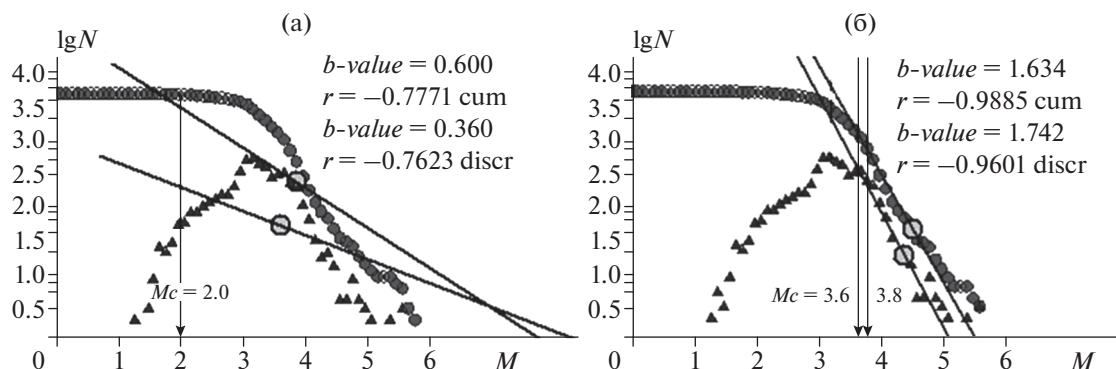 (а)
lgN
b-value = 0.600
r = −0.7771 cum
b-value = 0.360
r = −0.7623 discr
4.0
3.5
3.0
2.5
2.0
1.5
1.0
0.5
Mc = 2.0
0 1 2 3 4 5 6 M
(б)
lgN
b-value = 1.634
r = −0.9885 cum
b-value = 1.742
r = −0.9601 discr
4.0
3.5
3.0
2.5
2.0
1.5
1.0
0.5
Mc = 3.6 3.8
0 1 2 3 4 5 6 M